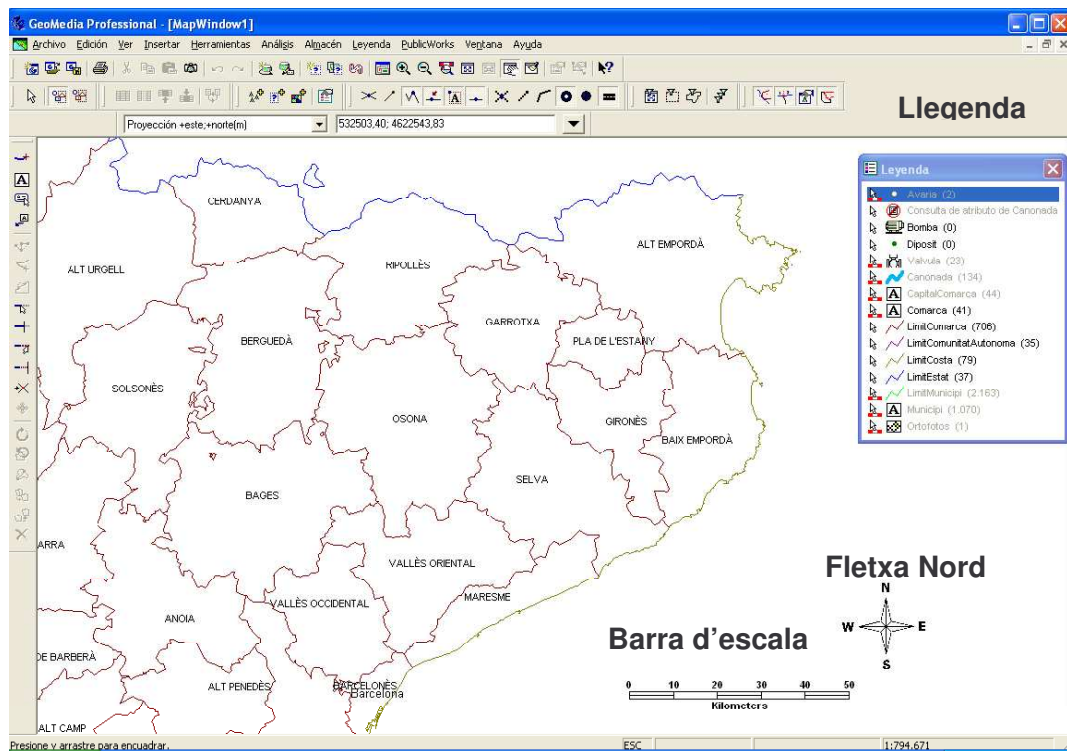 GeoMedia Professional - [MapWindow1]
Archivo Edición Ver Insertar Herramientas Análisis Almacén Leyenda PublicWorks Ventana Ayuda
Llegenda
Proyección +este;+norte(m) 532503,40; 4622543,83
Leyenda
Avaria (2)
Consulta de atributo de Canonada
Bomba (0)
Diposit (0)
Valvula (23)
Canonada (134)
CapitalComarca (44)
Comarca (41)
LimitComarca (706)
LimitComunitatAutonoma (35)
LimitCosta (79)
LimitEstat (37)
LimitMunicipi (2.163)
Municipi (1.070)
Ortofotos (1)
CERDANYA
ALT EMPORDÀ
ALT URGELL
RIPOLLÈS
GARROTXA
BERGUEDÀ
PLA DE L'ESTANY
SOLSONÈS
OSONA
GIRONÈS
BAIX EMPORDÀ
SELVA
BAGES
ARRA
VALLÈS ORIENTAL
MARESME
VALLÈS OCCIDENTAL
ANOIA
DE BARBERÀ
ALT PENEDÈS
BARCELONÈS
Barcelona
ALT CAMP
Fletxa Nord
N
W E
S
Barra d'escala
0 10 20 30 40 50
Kilometers
Presione y arrastre para encuadrar. ESC 1:794.671